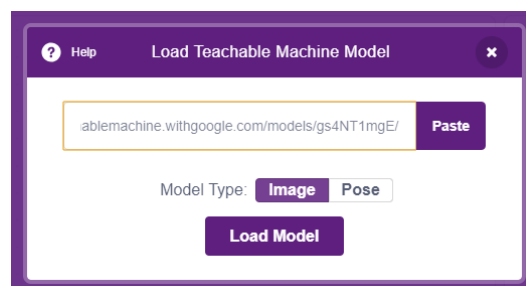 ? Help Load Teachable Machine Model ×
ablemachine.withgoogle.com/models/gs4NT1mgE/ Paste
Model Type: Image Pose
Load Model